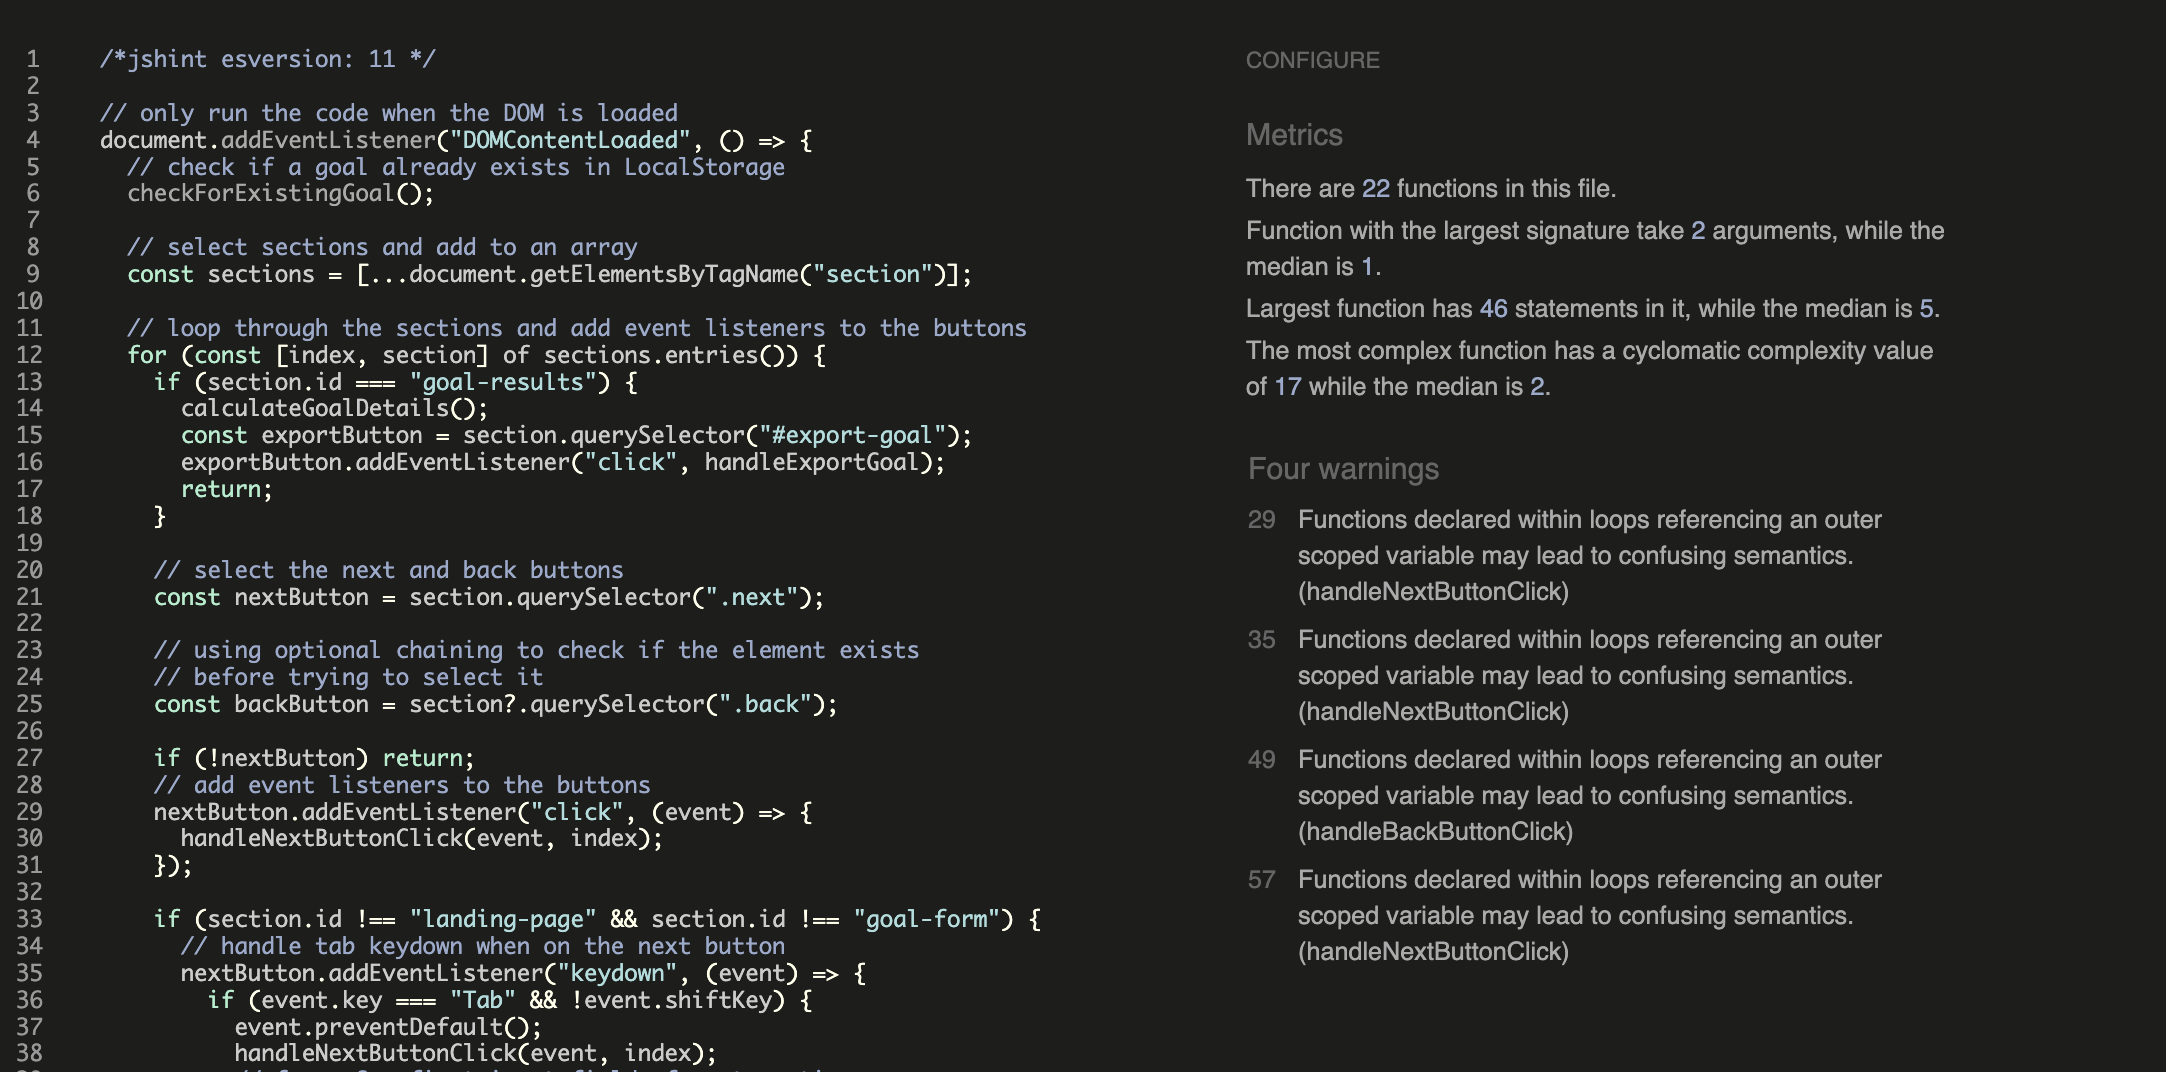 1 /*jshint esversion: 11 */
2
3 // only run the code when the DOM is loaded
4 document.addEventListener("DOMContentLoaded", () => {
5   // check if a goal already exists in LocalStorage
6   checkForExistingGoal();
7
8   // select sections and add to an array
9   const sections = [...document.getElementsByTagName("section")];
10
11   // loop through the sections and add event listeners to the buttons
12   for (const [index, section] of sections.entries()) {
13     if (section.id === "goal-results") {
14       calculateGoalDetails();
15       const exportButton = section.querySelector("#export-goal");
16       exportButton.addEventListener("click", handleExportGoal);
17       return;
18     }
19
20     // select the next and back buttons
21     const nextButton = section.querySelector(".next");
22
23     // using optional chaining to check if the element exists
24     // before trying to select it
25     const backButton = section?.querySelector(".back");
26
27     if (!nextButton) return;
28     // add event listeners to the buttons
29     nextButton.addEventListener("click", (event) => {
30       handleNextButtonClick(event, index);
31     });
32
33     if (section.id !== "landing-page" && section.id !== "goal-form") {
34       // handle tab keydown when on the next button
35       nextButton.addEventListener("keydown", (event) => {
36         if (event.key === "Tab" && !event.shiftKey) {
37           event.preventDefault();
38           handleNextButtonClick(event, index);
CONFIGURE
Metrics
There are 22 functions in this file.
Function with the largest signature take 2 arguments, while the
median is 1.
Largest function has 46 statements in it, while the median is 5.
The most complex function has a cyclomatic complexity value
of 17 while the median is 2.
Four warnings
29 Functions declared within loops referencing an outer
scoped variable may lead to confusing semantics.
(handleNextButtonClick)
35 Functions declared within loops referencing an outer
scoped variable may lead to confusing semantics.
(handleNextButtonClick)
49 Functions declared within loops referencing an outer
scoped variable may lead to confusing semantics.
(handleBackButtonClick)
57 Functions declared within loops referencing an outer
scoped variable may lead to confusing semantics.
(handleNextButtonClick)